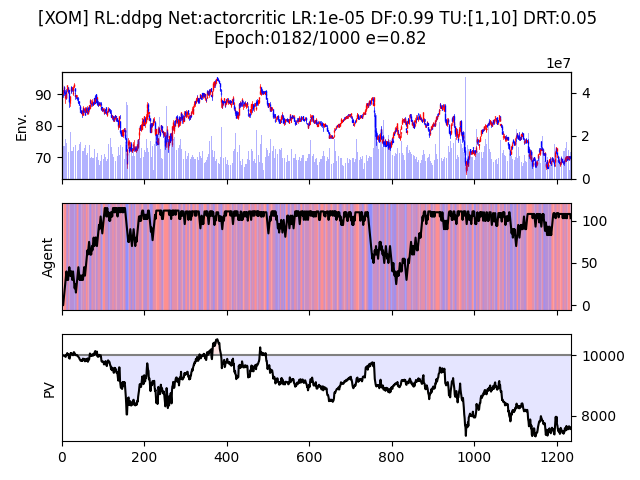 [XOM] RL:ddpg Net:actorcritic LR:1e-05 DF:0.99 TU:[1,10] DRT:0.05
Epoch:0182/1000 e=0.82
1e7
Env.
90
80
70
4
2
0
Agent
100
50
0
PV
10000
8000
0 200 400 600 800 1000 1200